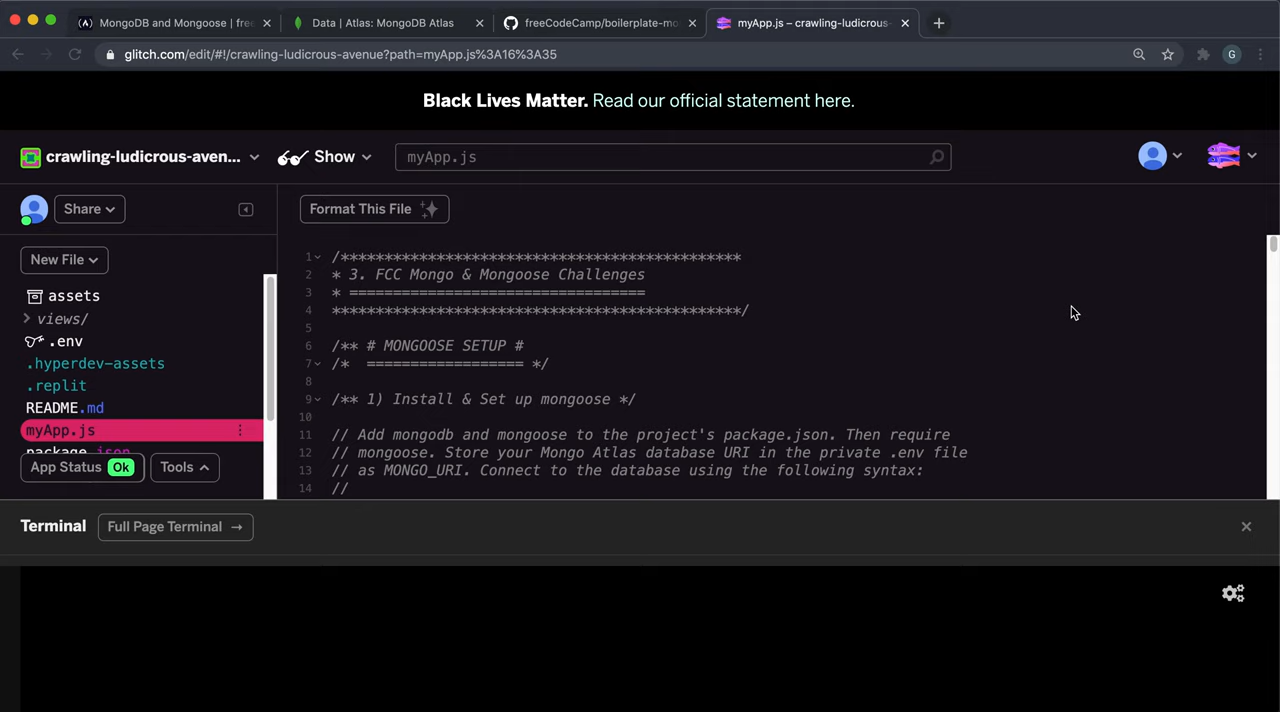 MongoDB and Mongoose | fre
Data | Atlas: MongoDB Atlas
freeCodeCamp/boilerplate-mo
myApp.js – crawling-ludicrous-
glitch.com/edit/#!/crawling-ludicrous-avenue?path=myApp.js%3A16%3A35
G
Black Lives Matter. Read our official statement here.
crawling-ludicrous-aven...
Show
myApp.js
Share
Format This File
New File
assets
views/
.env
.hyperdev-assets
.replit
README.md
myApp.js
package.json
App Status Ok
Tools
1 /***********************************************
2 * 3. FCC Mongo & Mongoose Challenges
3 * ==================================
4 ***********************************************/
5
6 /** # MONGOOSE SETUP #
7 /* ================== */
8
9 /** 1) Install & Set up mongoose */
10
11 // Add mongodb and mongoose to the project's package.json. Then require
12 // mongoose. Store your Mongo Atlas database URI in the private .env file
13 // as MONGO_URI. Connect to the database using the following syntax:
14 //
Terminal
Full Page Terminal →